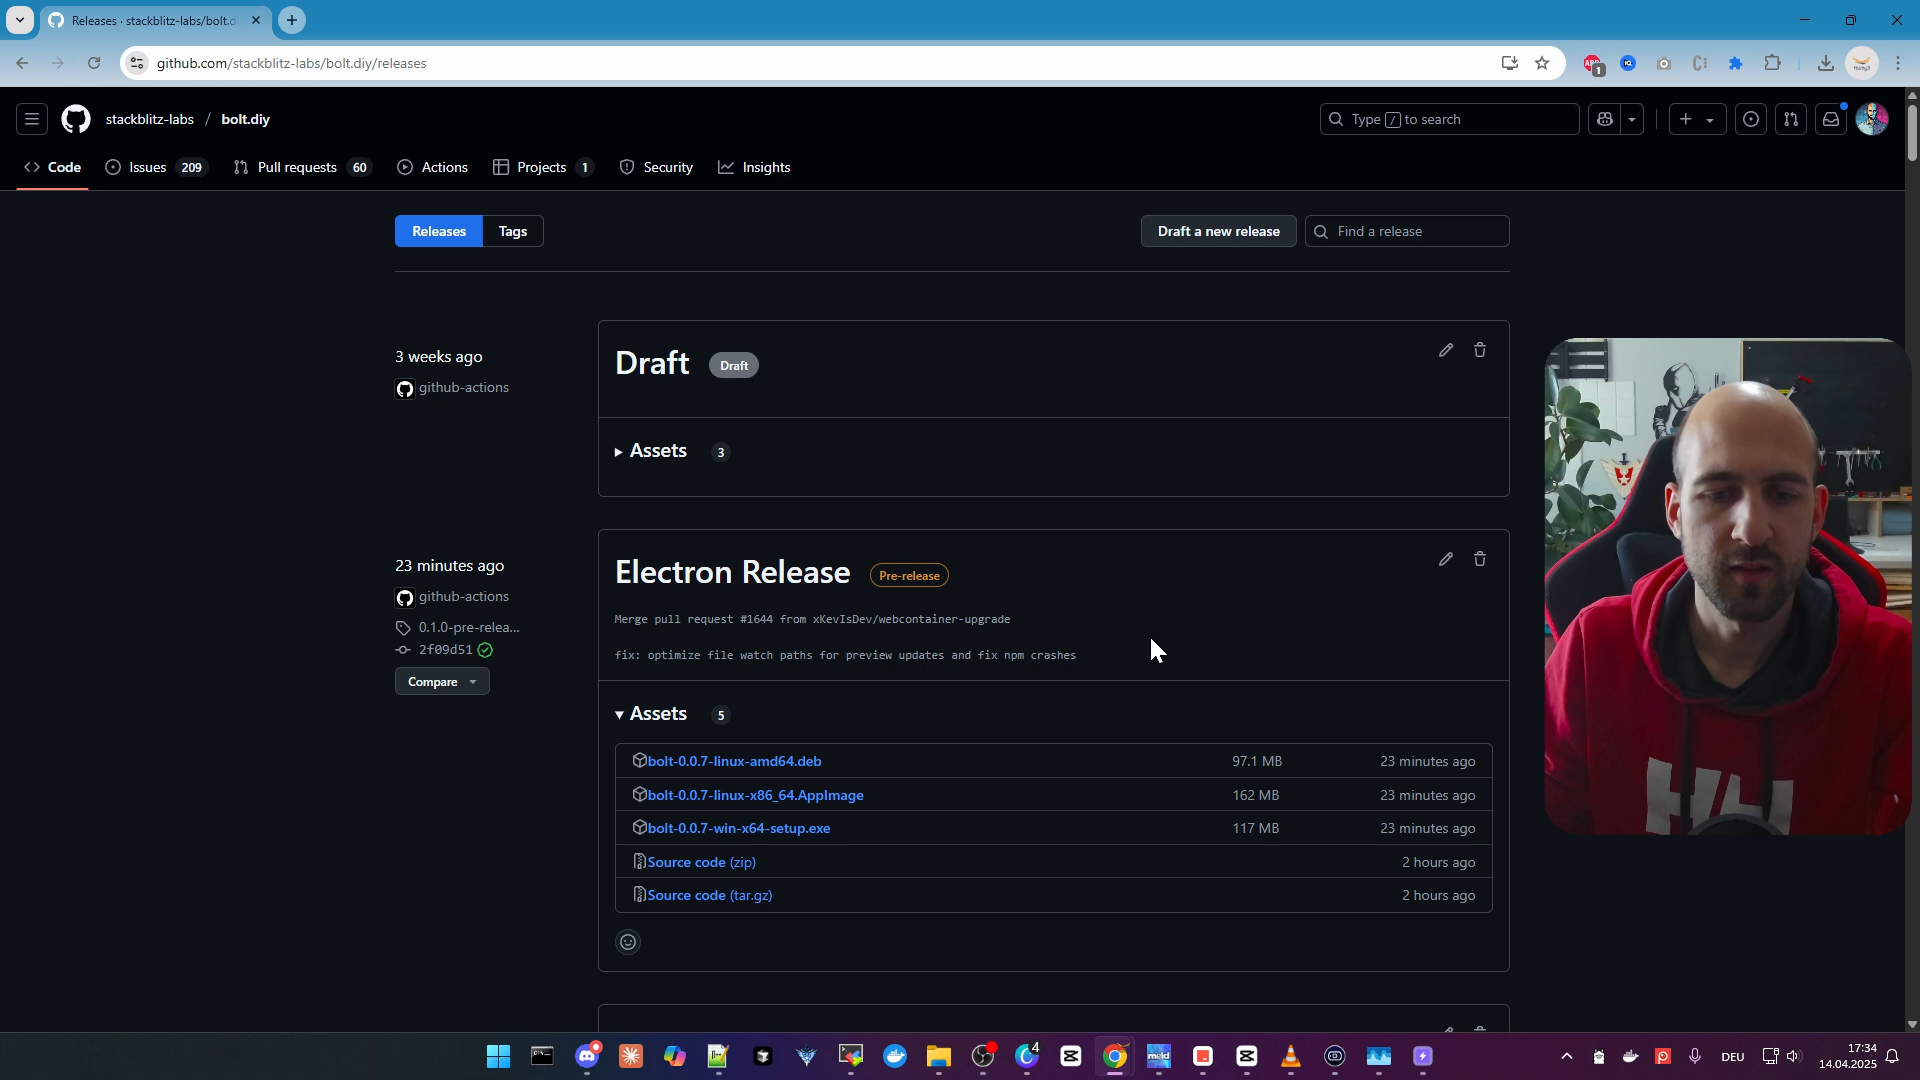 Releases · stackblitz-labs/bolt.d
github.com/stackblitz-labs/bolt.diy/releases
1
stackblitz-labs / bolt.diy
Type / to search
Code
Issues 209
Pull requests 60
Actions
Projects 1
Security
Insights
Releases
Tags
Draft a new release
Find a release
3 weeks ago
github-actions
Draft Draft
Assets 3
23 minutes ago
github-actions
0.1.0-pre-relea...
2f09d51
Compare
Electron Release Pre-release
Merge pull request #1644 from xKevIsDev/webcontainer-upgrade
fix: optimize file watch paths for preview updates and fix npm crashes
Assets 5
bolt-0.0.7-linux-amd64.deb 97.1 MB 23 minutes ago
bolt-0.0.7-linux-x86_64.AppImage 162 MB 23 minutes ago
bolt-0.0.7-win-x64-setup.exe 117 MB 23 minutes ago
Source code (zip) 2 hours ago
Source code (tar.gz) 2 hours ago
4
meld
DEU
17:34
14.04.2025